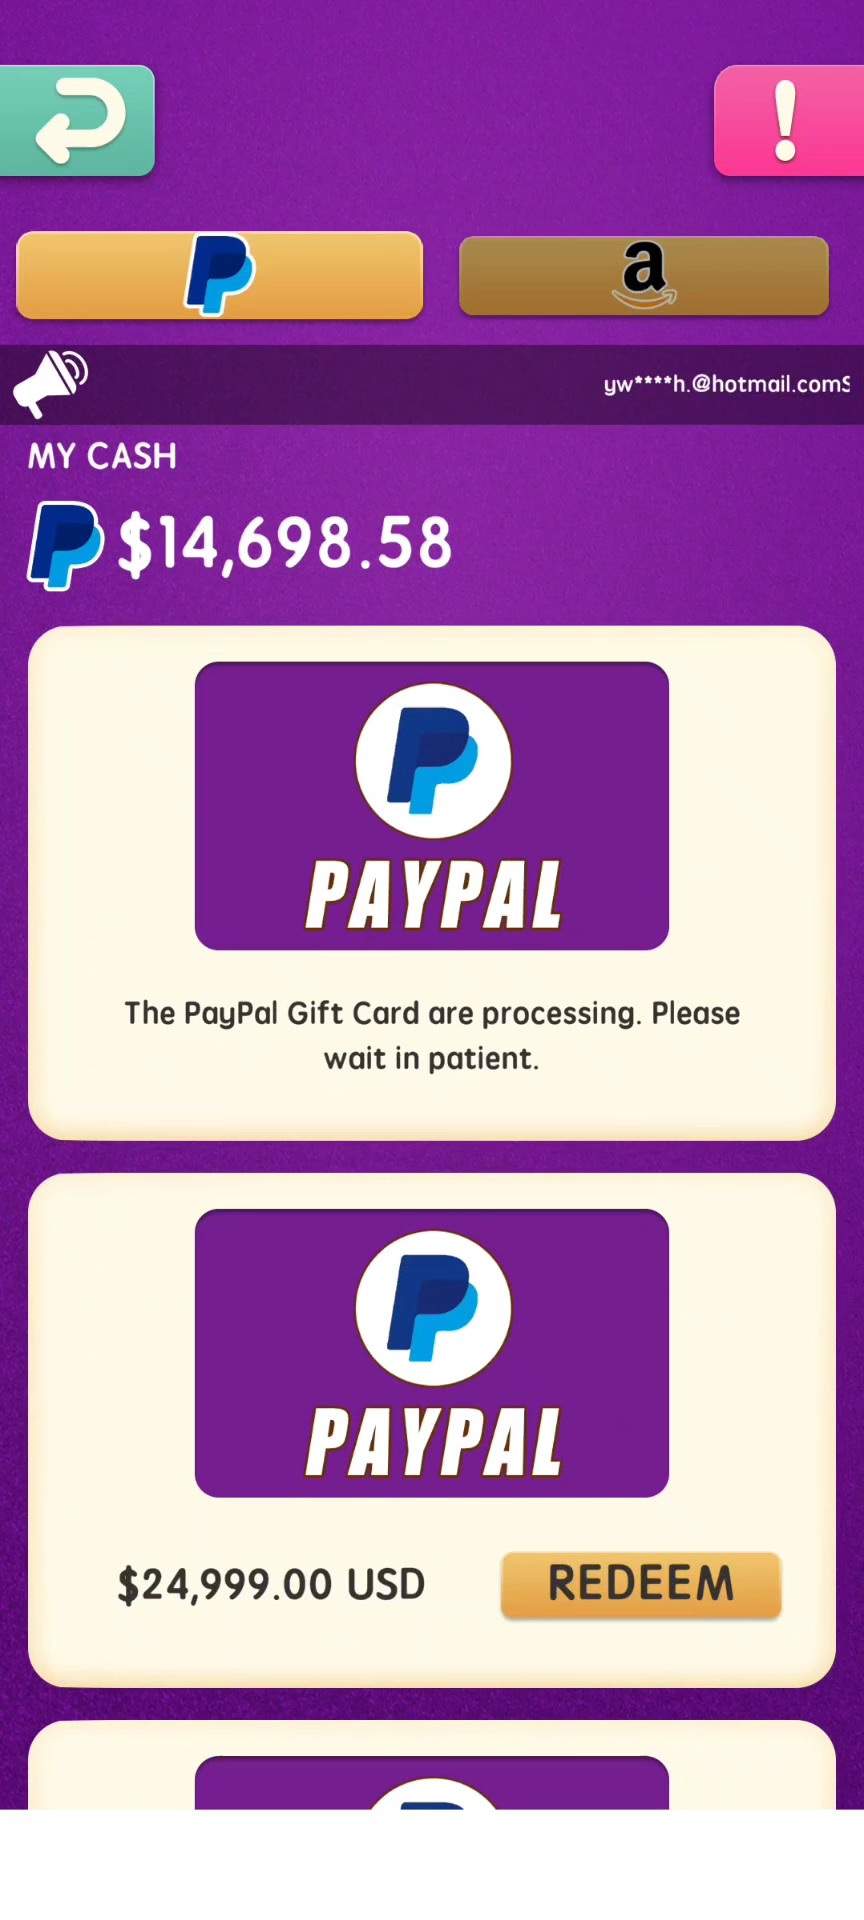 !
a
yw****h.@hotmail.com
MY CASH
$14,698.58
PAYPAL
The PayPal Gift Card are processing. Please
wait in patient.
PAYPAL
$24,999.00 USD
REDEEM